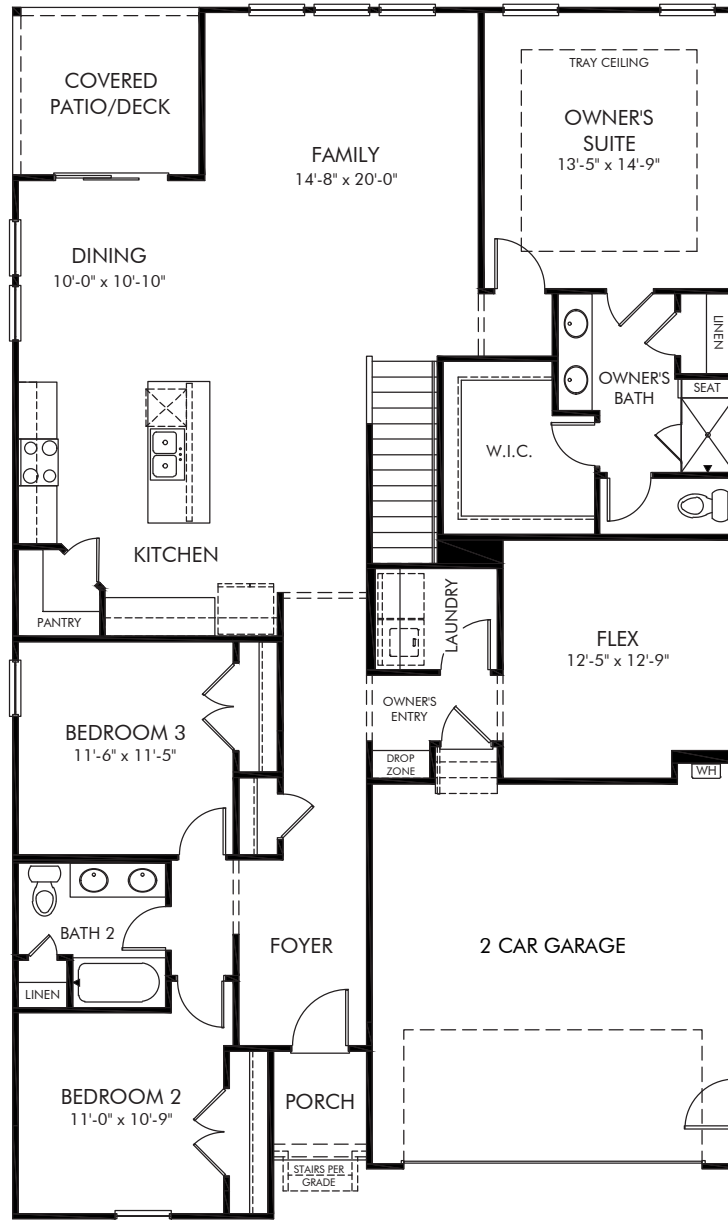 COVERED
PATIO/DECK
TRAY CEILING
OWNER'S
SUITE
13'-5" x 14'-9"
FAMILY
14'-8" x 20'-0"
DINING
10'-0" x 10'-10"
LINEN
OWNER'S
BATH
SEAT
W.I.C.
KITCHEN
PANTRY
LAUNDRY
FLEX
12'-5" x 12'-9"
OWNER'S
ENTRY
BEDROOM 3
11'-6" x 11'-5"
DROP
ZONE
WH
BATH 2
FOYER
2 CAR GARAGE
LINEN
BEDROOM 2
11'-0" x 10'-9"
PORCH
STAIRS PER
GRADE